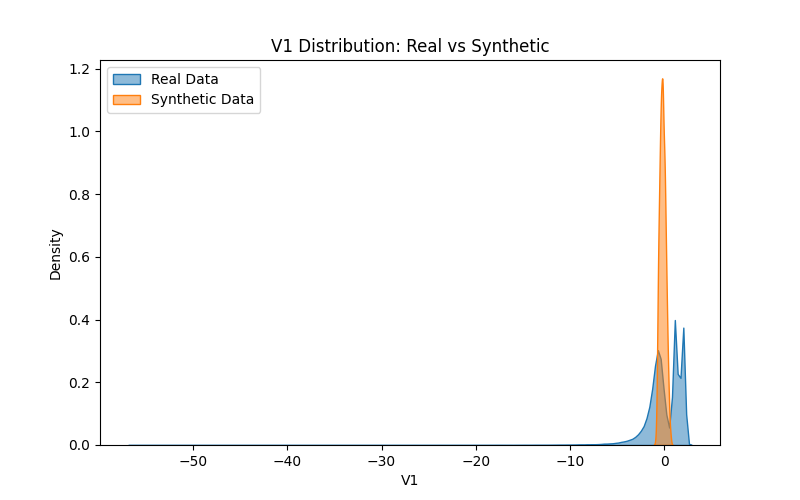 V1 Distribution: Real vs Synthetic
Real Data
Synthetic Data
1.2
1.0
0.8
0.6
0.4
0.2
0.0
Density
−50
−40
−30
−20
−10
0
V1